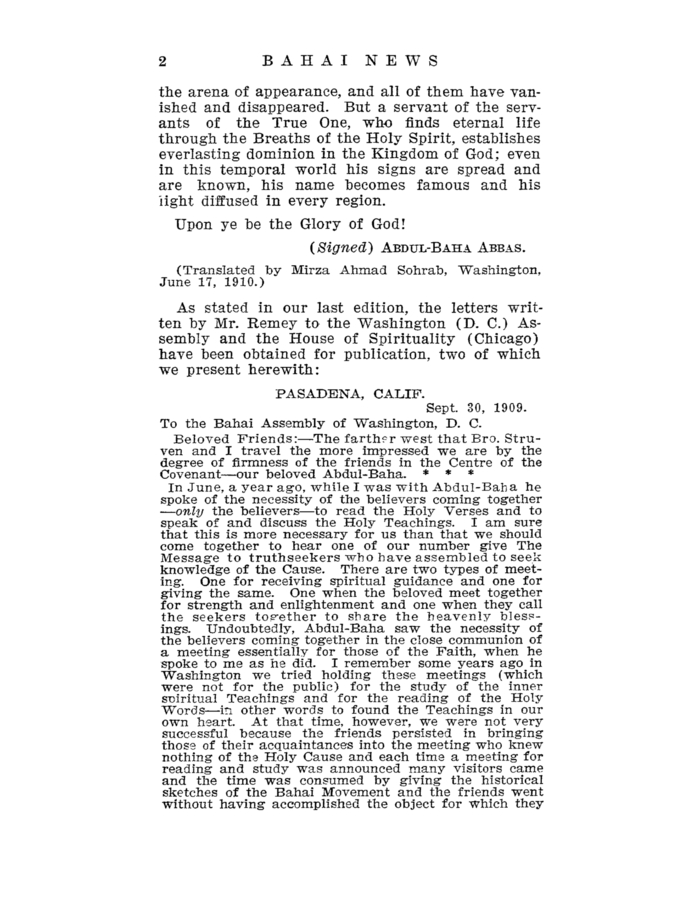 2 BAHAI NEWS
the arena of appearance, and all of them have van-
ished and disappeared. But a servant of the serv-
ants of the True One, who finds eternal life
through the Breaths of the Holy Spirit, establishes
everlasting dominion in the Kingdom of God; even
in this temporal world his signs are spread and
are known, his name becomes famous and his
light diffused in every region.
Upon ye be the Glory of God!
(Signed) ABDUL-BAHA ABBAS.
(Translated by Mirza Ahmad Sohrab, Washington,
June 17, 1910.)
As stated in our last edition, the letters writ-
ten by Mr. Remey to the Washington (D. C.) As-
sembly and the House of Spirituality (Chicago)
have been obtained for publication, two of which
we present herewith:
PASADENA, CALIF.
Sept. 30, 1909.
To the Bahai Assembly of Washington, D. C.
Beloved Friends:—The farther west that Bro. Stru-
ven and I travel the more impressed we are by the
degree of firmness of the friends in the Centre of the
Covenant—our beloved Abdul-Baha. * * *
In June, a year ago, while I was with Abdul-Baha he
spoke of the necessity of the believers coming together
—only the believers—to read the Holy Verses and to
speak of and discuss the Holy Teachings. I am sure
that this is more necessary for us than that we should
come together to hear one of our number give The
Message to truthseekers who have assembled to seek
knowledge of the Cause. There are two types of meet-
ing. One for receiving spiritual guidance and one for
giving the same. One when the beloved meet together
for strength and enlightenment and one when they call
the seekers together to share the heavenly bless-
ings. Undoubtedly, Abdul-Baha saw the necessity of
the believers coming together in the close communion of
a meeting essentially for those of the Faith, when he
spoke to me as he did. I remember some years ago in
Washington we tried holding these meetings (which
were not for the public) for the study of the inner
spiritual Teachings and for the reading of the Holy
Words—in other words to found the Teachings in our
own heart. At that time, however, we were not very
successful because the friends persisted in bringing
those of their acquaintances into the meeting who knew
nothing of the Holy Cause and each time a meeting for
reading and study was announced many visitors came
and the time was consumed by giving the historical
sketches of the Bahai Movement and the friends went
without having accomplished the object for which they